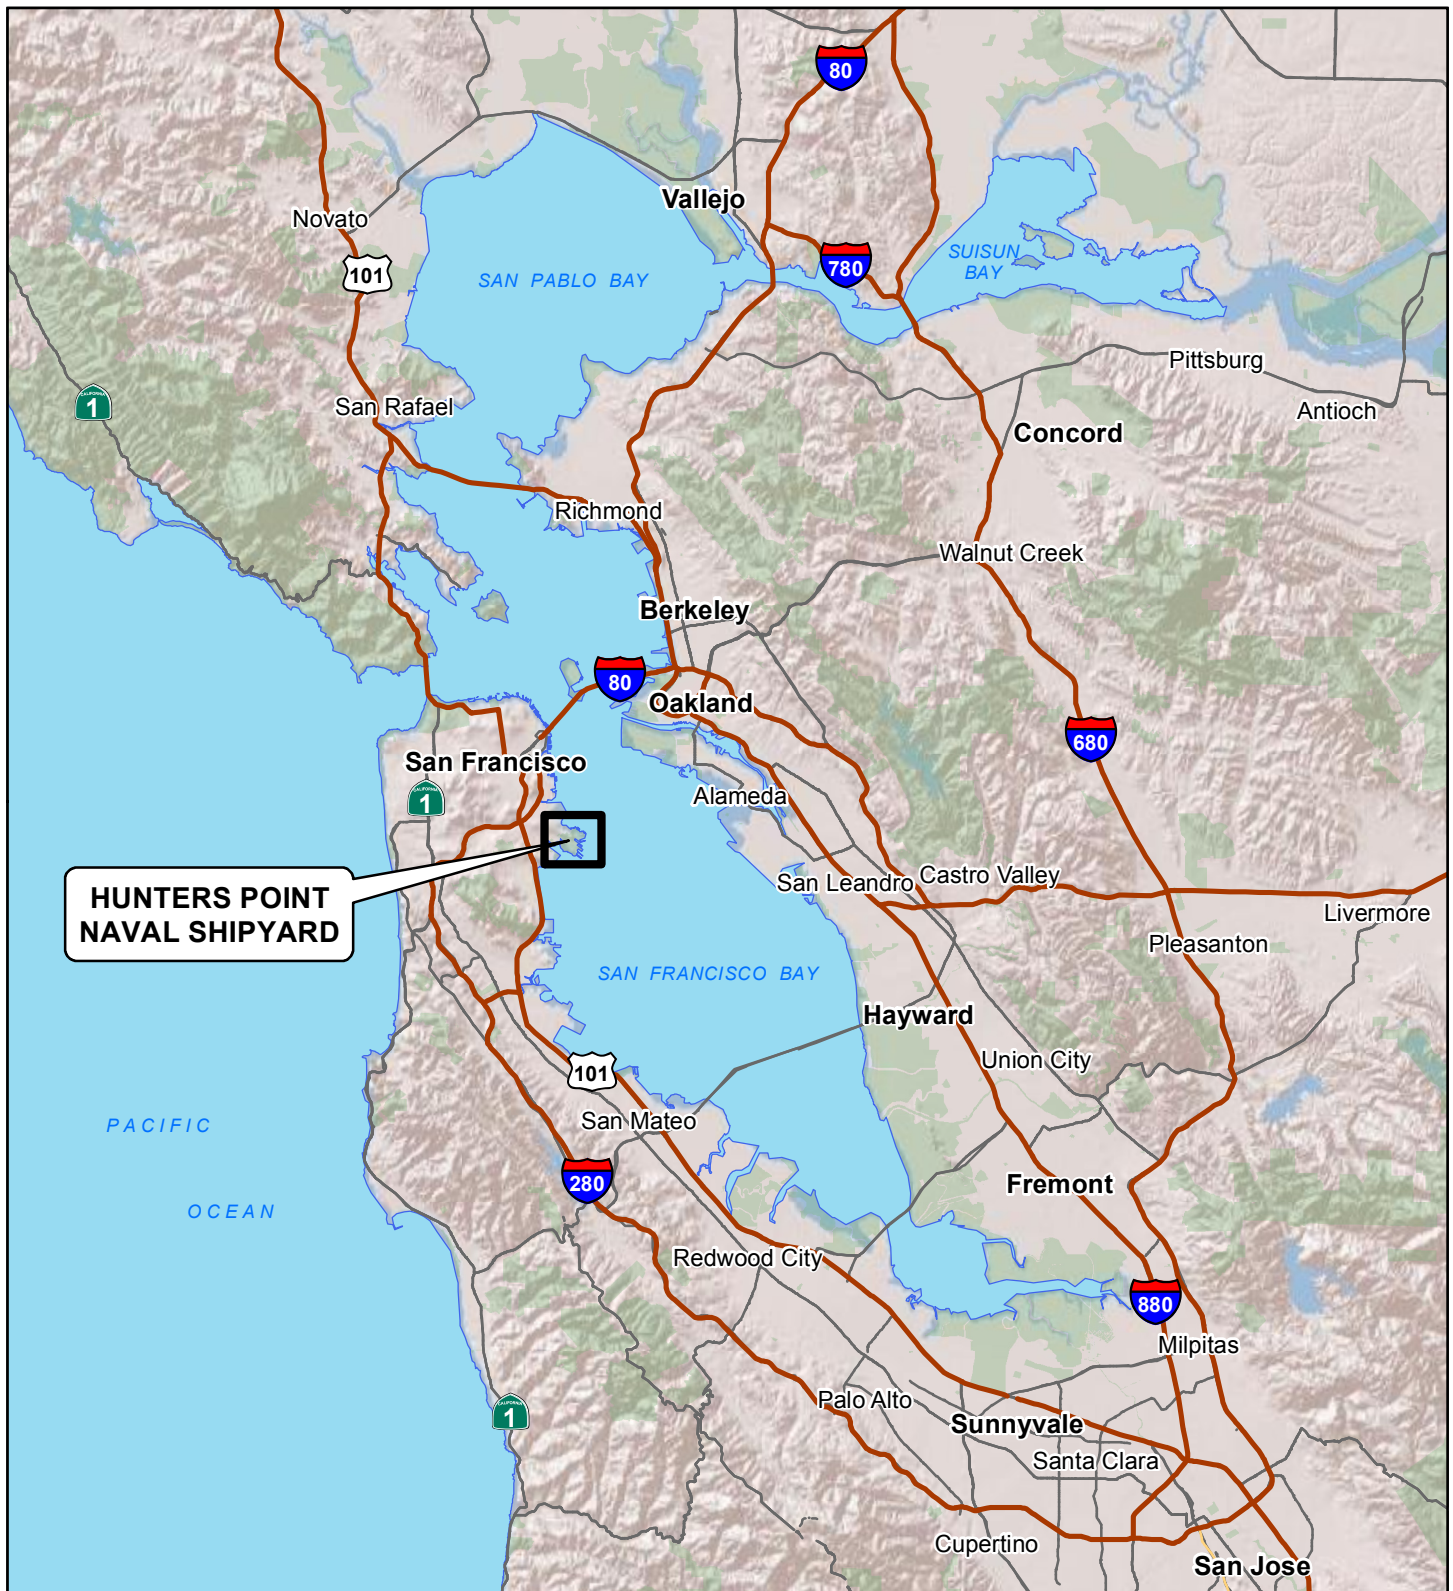 80
Vallejo
Novato
101
SAN PABLO BAY
780
SUISUN
BAY
Pittsburg
CALIFORNIA
1
San Rafael
Antioch
Concord
Richmond
Walnut Creek
Berkeley
80
Oakland
680
San Francisco
CALIFORNIA
1
Alameda
HUNTERS POINT
NAVAL SHIPYARD
San Leandro
Castro Valley
Livermore
Pleasanton
SAN FRANCISCO BAY
Hayward
Union City
101
San Mateo
PACIFIC
OCEAN
280
Fremont
Redwood City
880
Milpitas
CALIFORNIA
1
Palo Alto
Sunnyvale
Santa Clara
Cupertino
San Jose